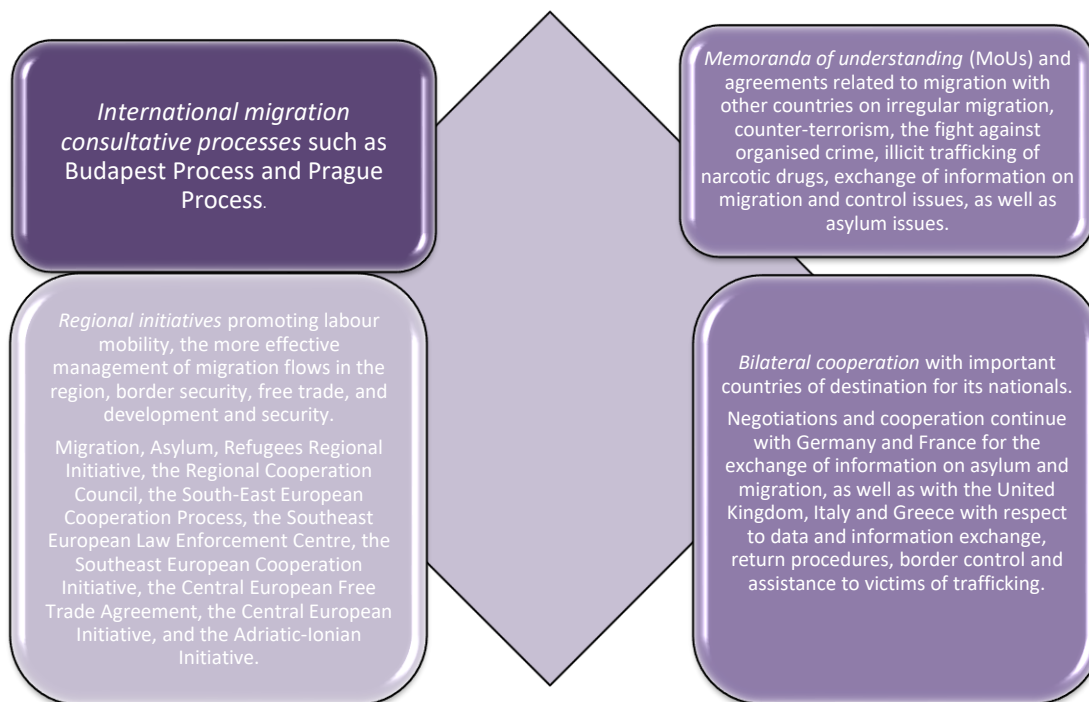 International migration
consultative processes such as
Budapest Process and Prague
Process.
Memoranda of understanding (MoUs) and
agreements related to migration with
other countries on irregular migration,
counter-terrorism, the fight against
organised crime, illicit trafficking of
narcotic drugs, exchange of information on
migration and control issues, as well as
asylum issues.
Regional initiatives promoting labour
mobility, the more effective
management of migration flows in the
region, border security, free trade, and
development and security.
Migration, Asylum, Refugees Regional
Initiative, the Regional Cooperation
Council, the South-East European
Cooperation Process, the Southeast
European Law Enforcement Centre, the
Southeast European Cooperation
Initiative, the Central European Free
Trade Agreement, the Central European
Initiative, and the Adriatic-Ionian
Initiative.
Bilateral cooperation with important
countries of destination for its nationals.
Negotiations and cooperation continue
with Germany and France for the
exchange of information on asylum and
migration, as well as with the United
Kingdom, Italy and Greece with respect
to data and information exchange,
return procedures, border control and
assistance to victims of trafficking.